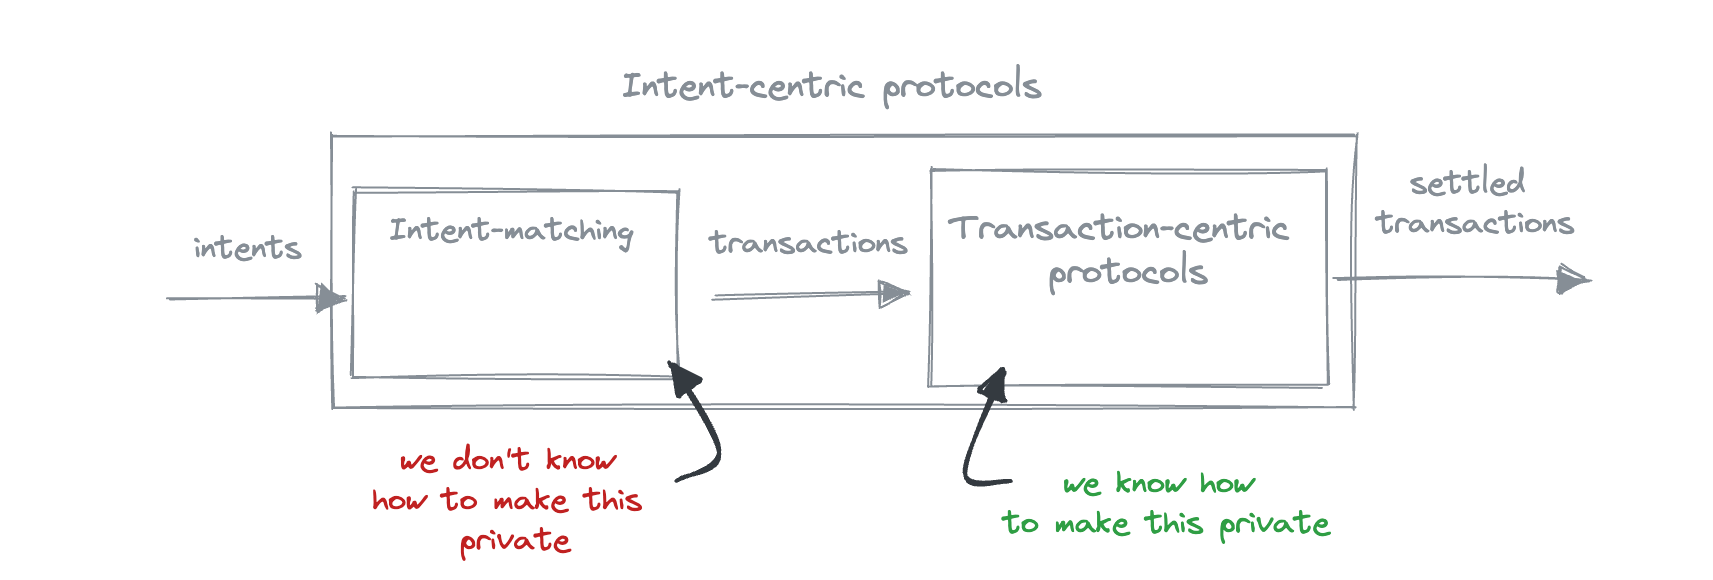 Intent-centric protocols
intents
Intent-matching
transactions
Transaction-centric
protocols
settled
transactions
we don't know
how to make this
private
we know how
to make this private